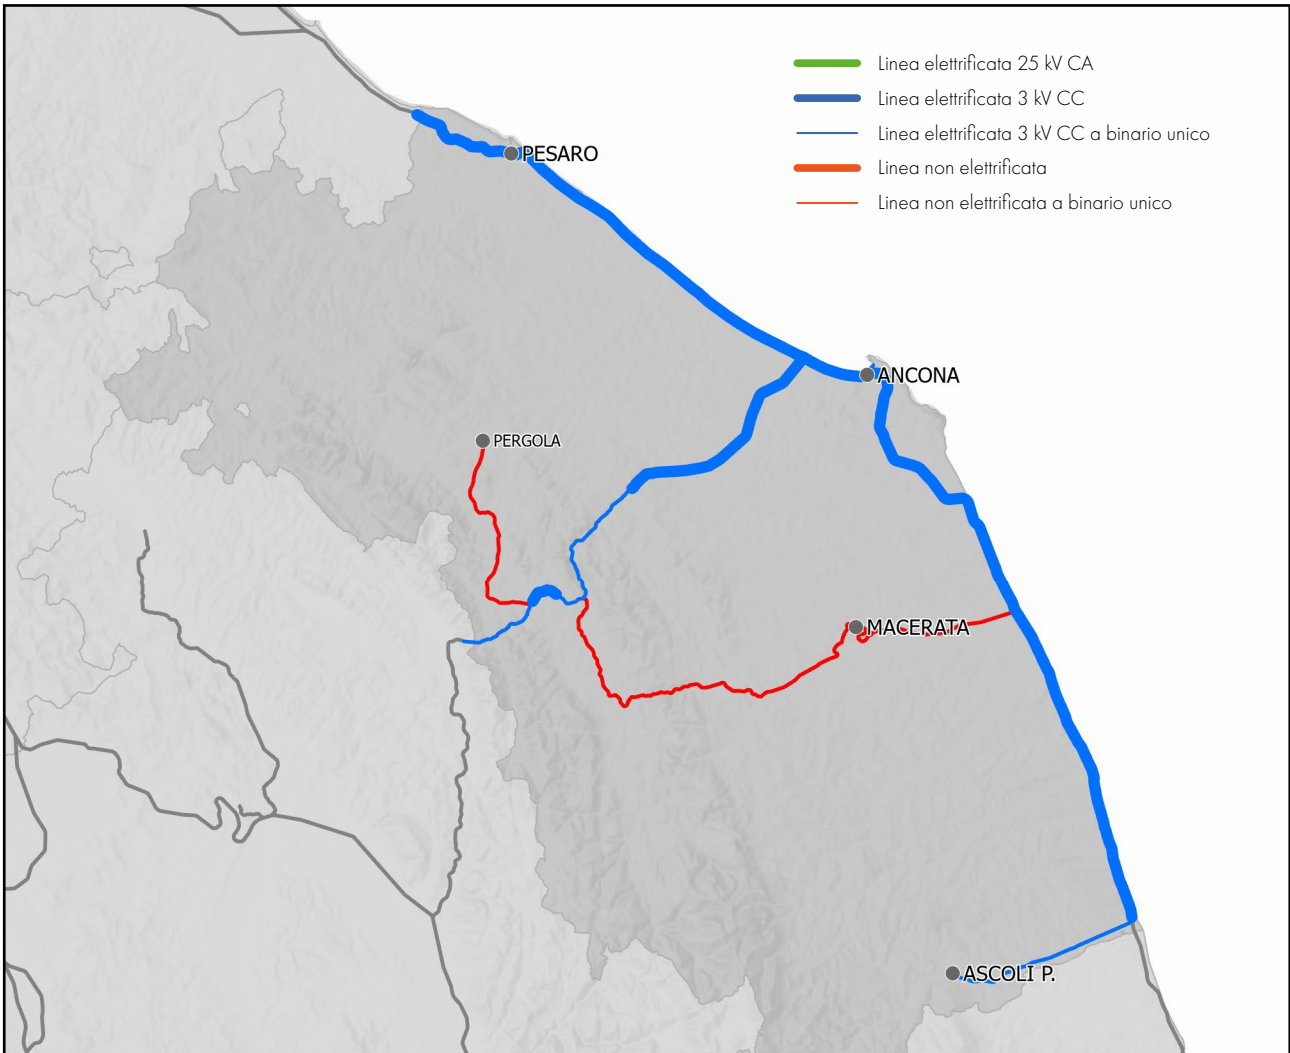 Linea elettrificata 25 kV CA
Linea elettrificata 3 kV CC
Linea elettrificata 3 kV CC a binario unico
Linea non elettrificata
Linea non elettrificata a binario unico
PESARO
ANCONA
PERGOLA
MACERATA
ASCOLI P.